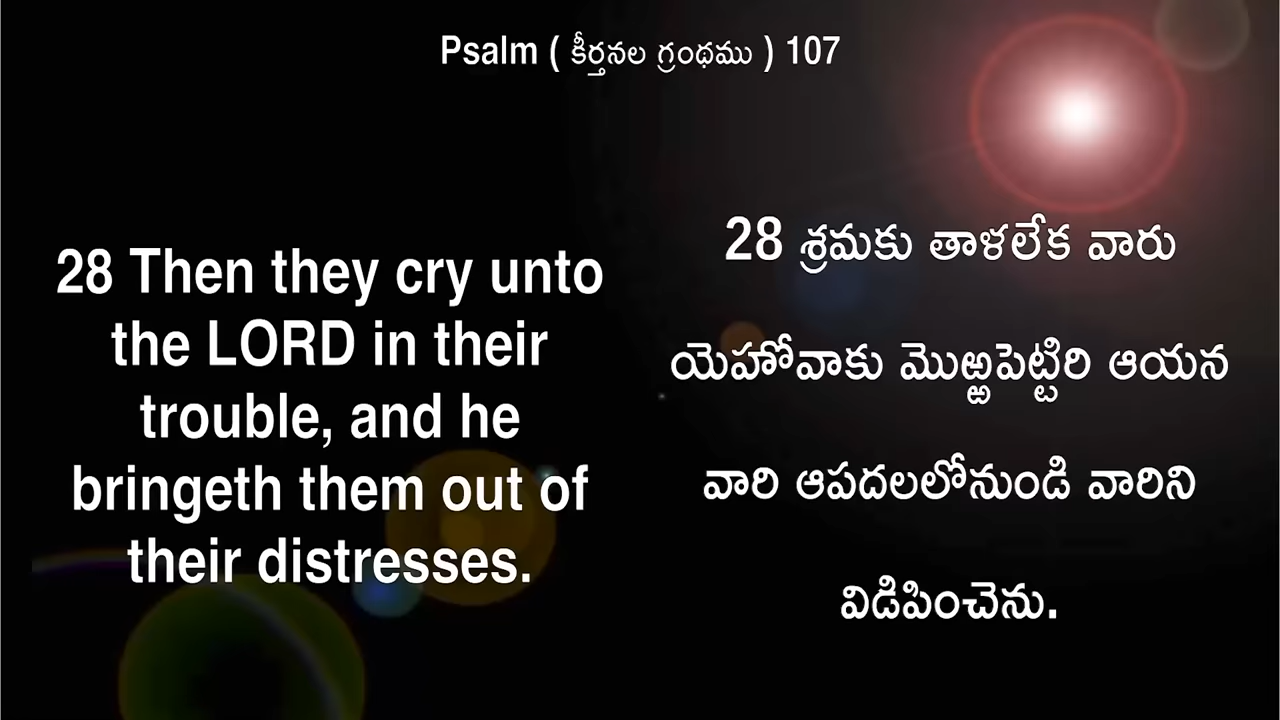 Psalm ( కీర్తనల గ్రంథము ) 107
28 Then they cry unto
the LORD in their
trouble, and he
bringeth them out of
their distresses.
28 శ్రమకు తాళలేక వారు
యెహోవాకు మొఱ్ఱపెట్టిరి ఆయన
వారి ఆపదలలోనుండి వారిని
విడిపించెను.